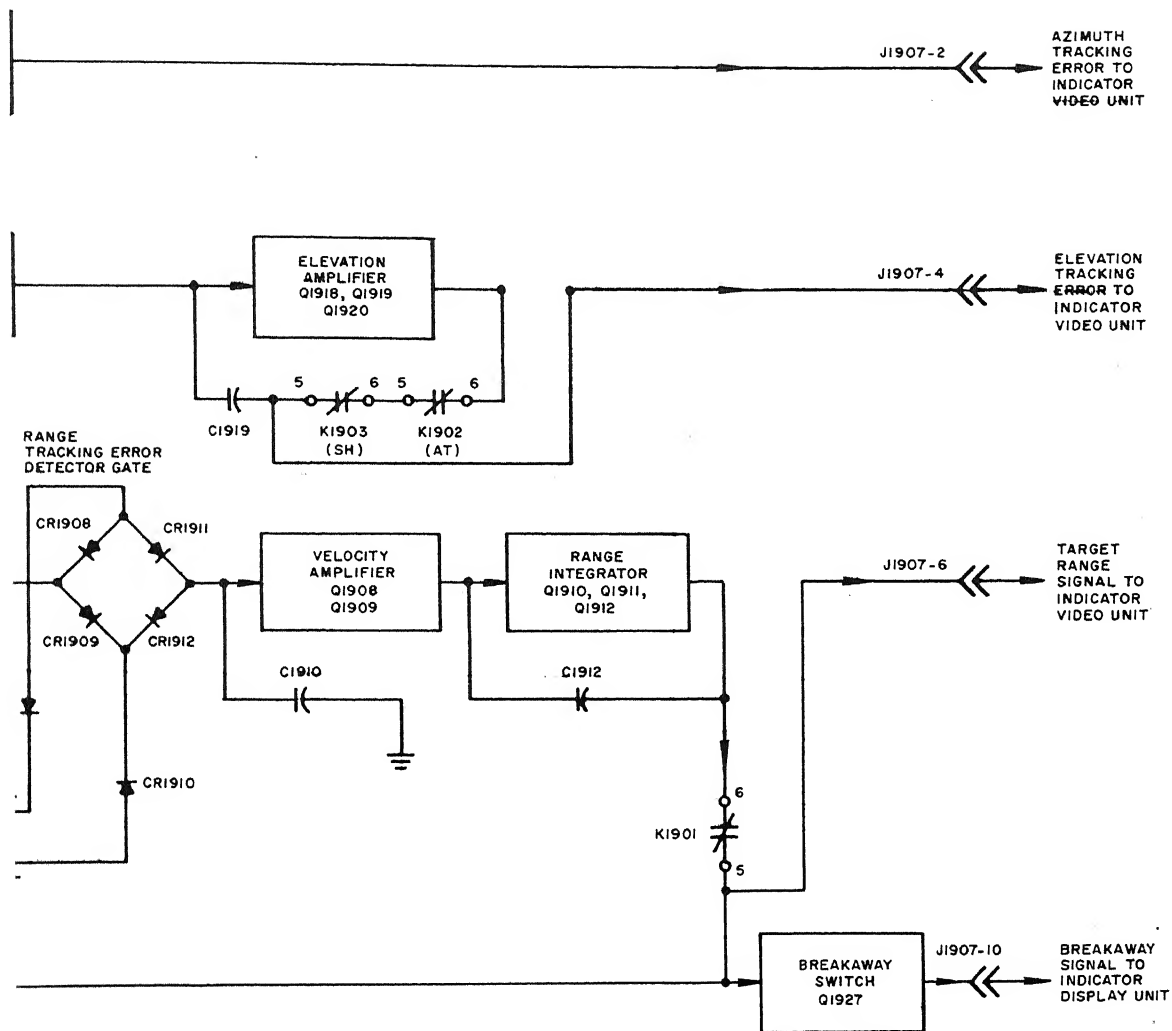 J1907-2
AZIMUTH
TRACKING
ERROR TO
INDICATOR
VIDEO UNIT
ELEVATION
AMPLIFIER
Q1918, Q1919
Q1920
J1907-4
ELEVATION
TRACKING
ERROR TO
INDICATOR
VIDEO UNIT
5
6
5
6
C1919
K1903
(SH)
K1902
(AT)
RANGE
TRACKING ERROR
DETECTOR GATE
CR1908
CR1911
CR1909
CR1912
VELOCITY
AMPLIFIER
Q1908
Q1909
RANGE
INTEGRATOR
Q1910, Q1911,
Q1912
J1907-6
TARGET
RANGE
SIGNAL TO
INDICATOR
VIDEO UNIT
C1910
C1912
CR1910
6
K1901
5
BREAKAWAY
SWITCH
Q1927
J1907-10
BREAKAWAY
SIGNAL TO
INDICATOR
DISPLAY UNIT